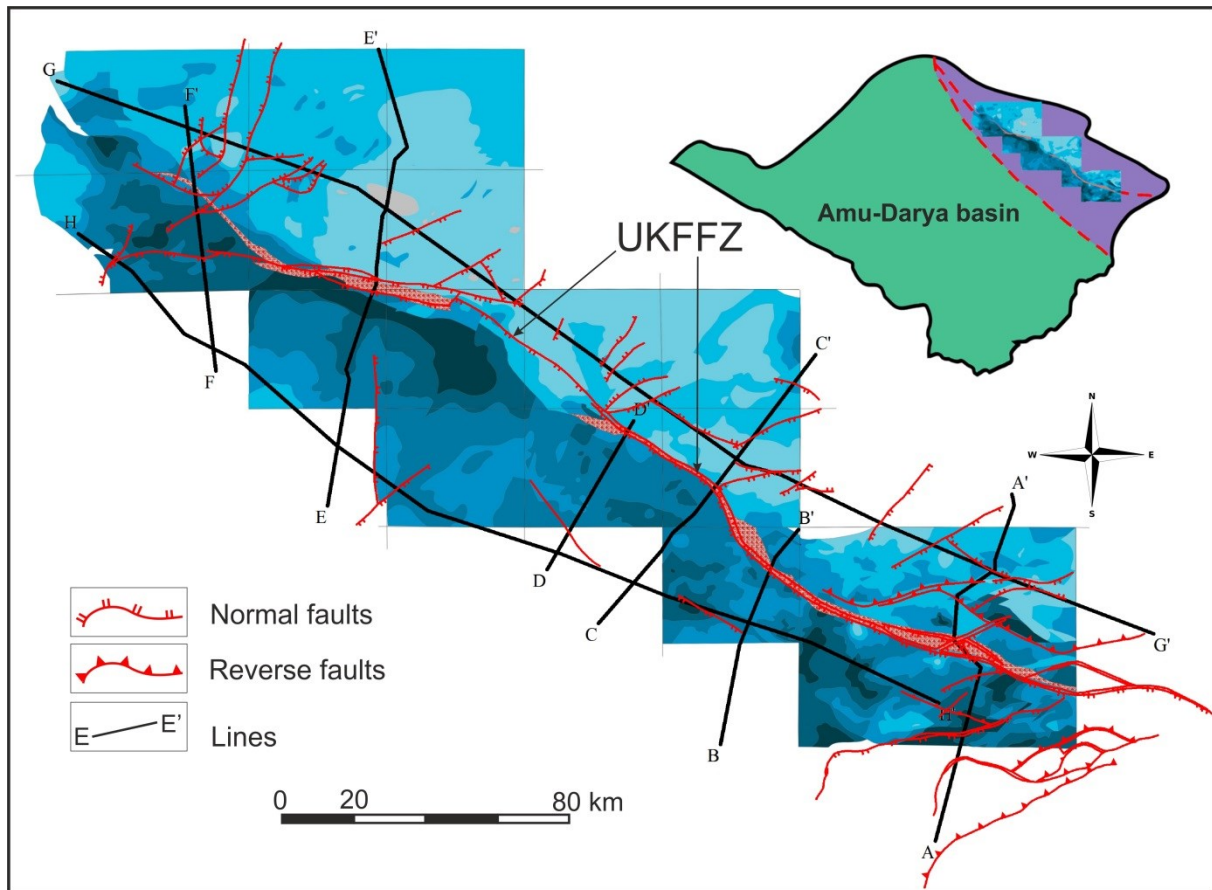 E'
G
F'
Amu-Darya basin
H
UKFFZ
C'
F
D'
N
W E
S
E
A'
B'
D
C
G'
H'
B
A
Normal faults
Reverse faults
E E'
Lines
0 20 80 km